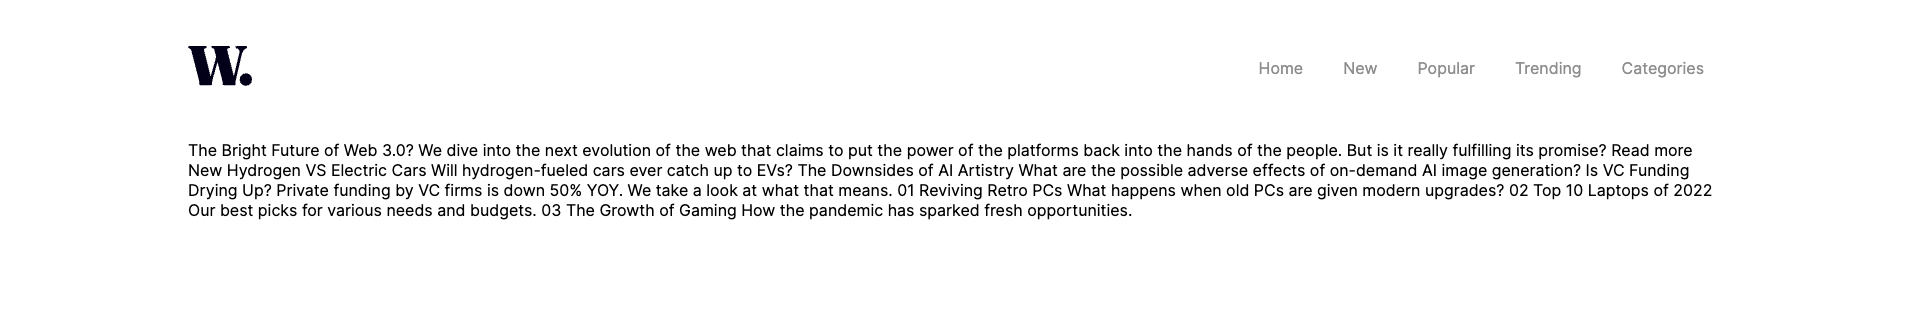 W.
Home New Popular Trending Categories
The Bright Future of Web 3.0? We dive into the next evolution of the web that claims to put the power of the platforms back into the hands of the people. But is it really fulfilling its promise? Read more
New Hydrogen VS Electric Cars Will hydrogen-fueled cars ever catch up to EVs? The Downsides of AI Artistry What are the possible adverse effects of on-demand AI image generation? Is VC Funding
Drying Up? Private funding by VC firms is down 50% YOY. We take a look at what that means. 01 Reviving Retro PCs What happens when old PCs are given modern upgrades? 02 Top 10 Laptops of 2022
Our best picks for various needs and budgets. 03 The Growth of Gaming How the pandemic has sparked fresh opportunities.